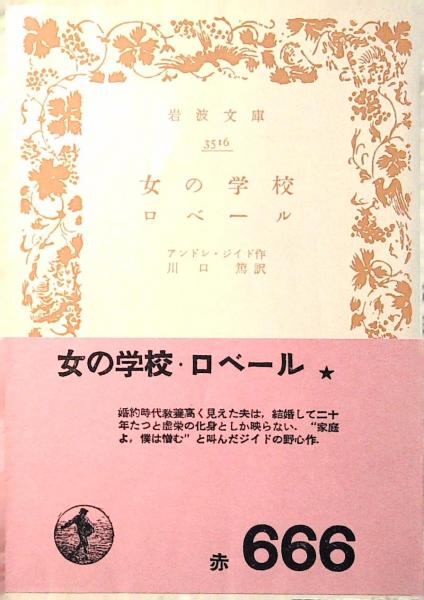 岩波文庫
3516
女の学校
ロベール
アンドレ・ジイド作
川口篤訳
女の学校・ロベール ★
婚約時代教養高く見えた夫は，結婚して二十
年たつと虚栄の化身としか映らない．“家庭
よ，僕は憎む”と叫んだジイドの野心作．
赤 666